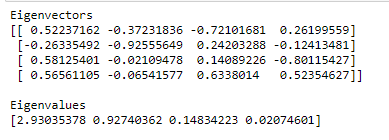 Eigenvectors
[[ 0.52237162 -0.37231836 -0.72101681  0.26199559]
 [-0.26335492 -0.92555649  0.24203288 -0.12413481]
 [ 0.58125401 -0.02109478  0.14089226 -0.80115427]
 [ 0.56561105 -0.06541577  0.6338014   0.52354627]]
Eigenvalues
[2.93035378 0.92740362 0.14834223 0.02074601]